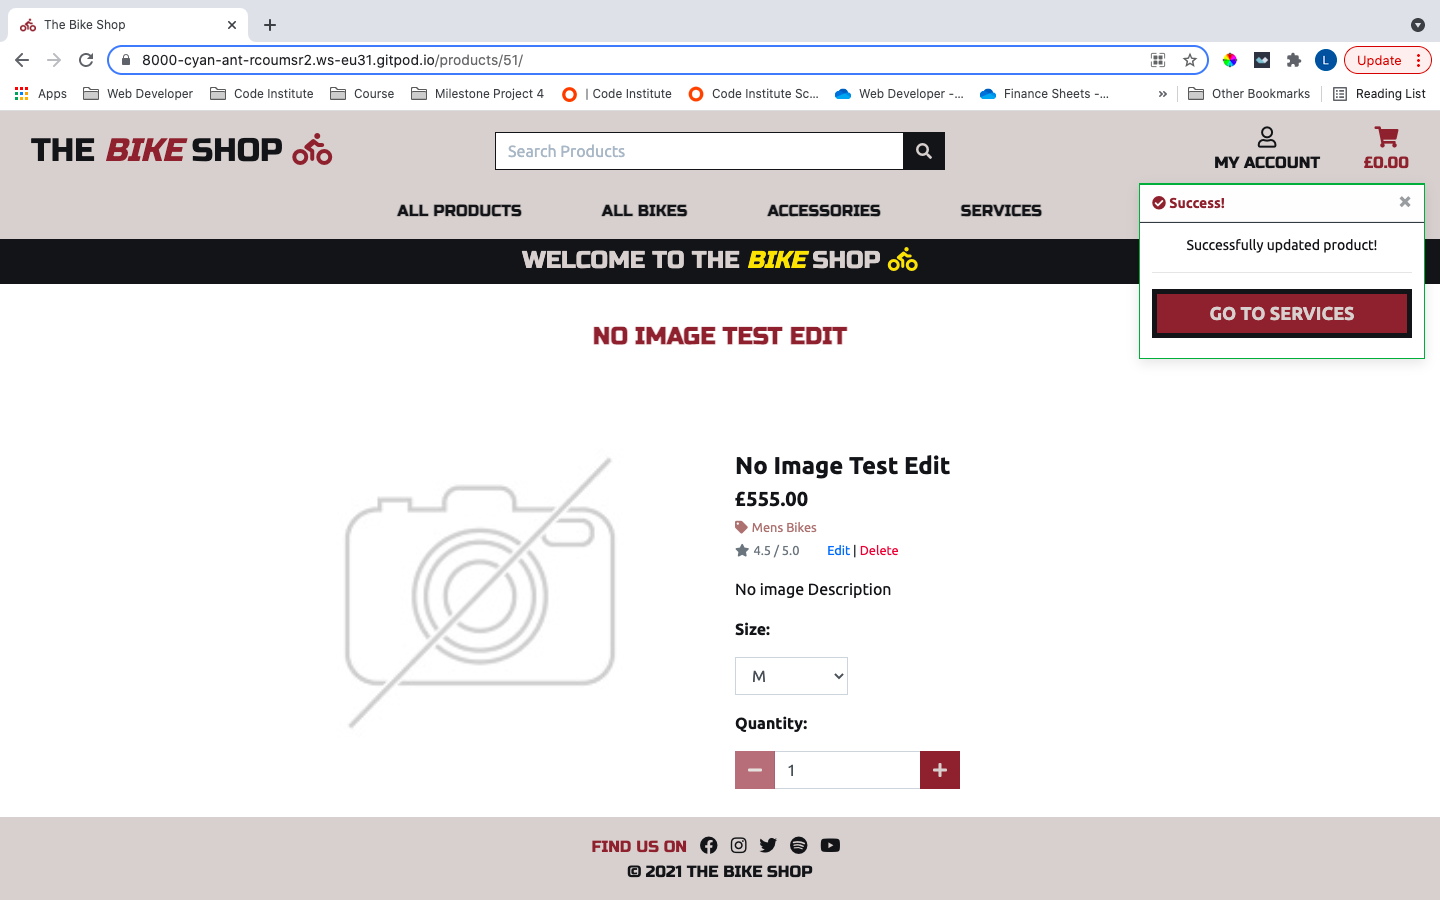 The Bike Shop
8000-cyan-ant-rcoumsr2.ws-eu31.gitpod.io/products/51/
L
Update
Apps
Web Developer
Code Institute
Course
Milestone Project 4
| Code Institute
Code Institute Sc...
Web Developer -...
Finance Sheets -...
»
Other Bookmarks
Reading List
THE BIKE SHOP
Search Products
MY ACCOUNT
£0.00
ALL PRODUCTS
ALL BIKES
ACCESSORIES
SERVICES
Success!
Successfully updated product!
GO TO SERVICES
WELCOME TO THE BIKE SHOP
NO IMAGE TEST EDIT
No Image Test Edit
£555.00
Mens Bikes
4.5 / 5.0 Edit | Delete
No image Description
Size:
M
Quantity:
1
FIND US ON
© 2021 THE BIKE SHOP